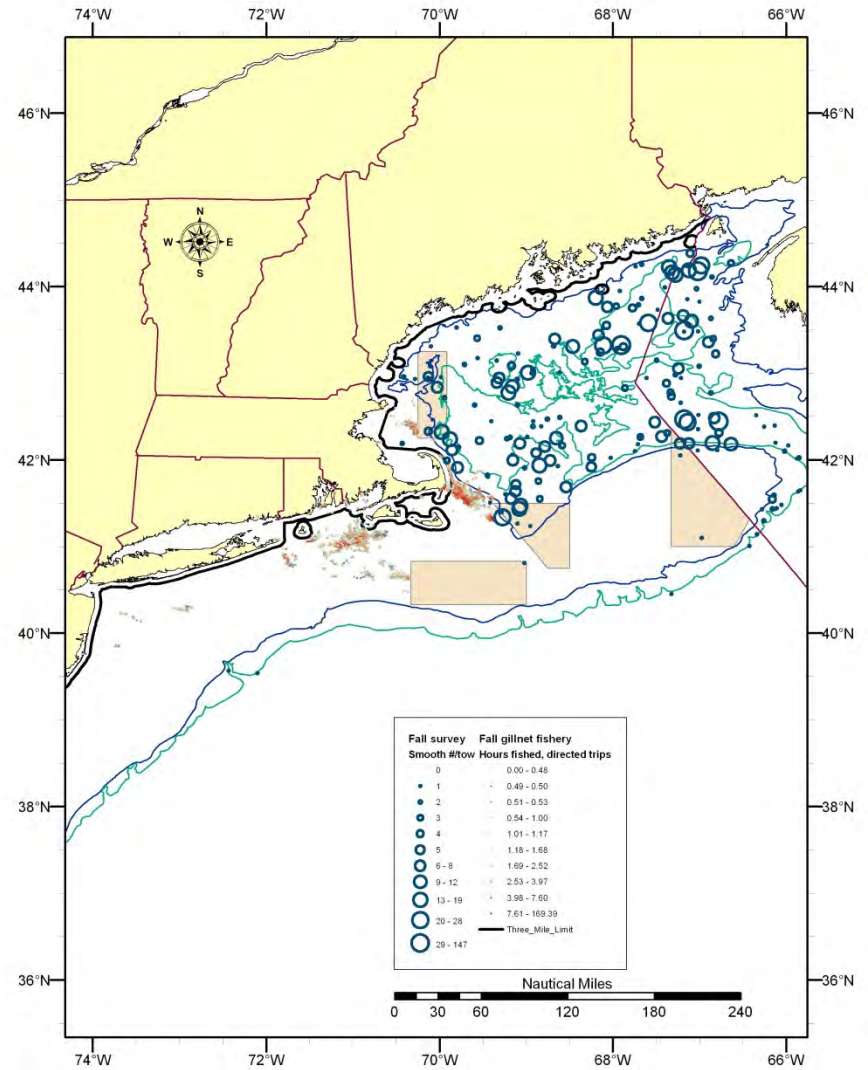 74°W 72°W 70°W 68°W 66°W
46°N 46°N
N
W E
S
44°N 44°N
42°N 42°N
40°N 40°N
Fall survey Fall gillnet fishery
Smooth #/tow Hours fished, directed trips
0 0.00 - 0.48
1 0.49 - 0.50
2 0.51 - 0.53
3 0.54 - 1.00
4 1.01 - 1.17
5 1.18 - 1.68
6 - 8 1.69 - 2.52
9 - 12 2.53 - 3.97
13 - 19 3.98 - 7.60
20 - 28 7.61 - 169.39
29 - 147 Three_Mile_Limit
38°N 38°N
36°N 36°N
Nautical Miles
0 30 60 120 180 240
74°W 72°W 70°W 68°W 66°W